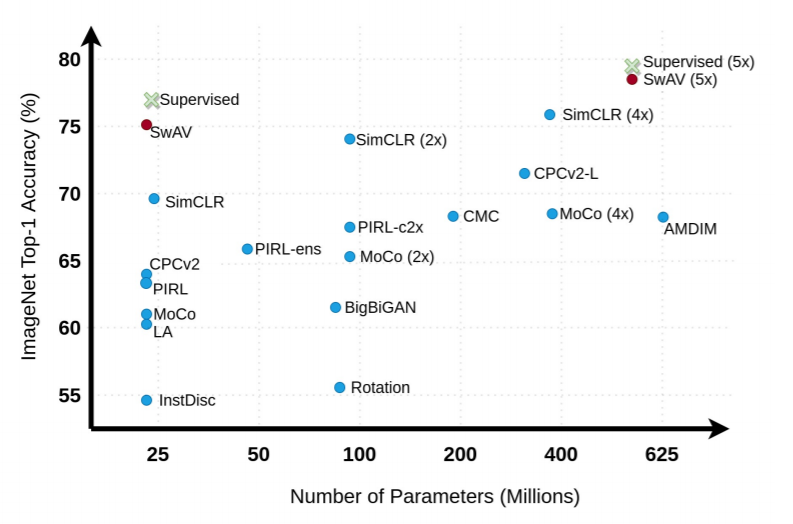 80
Supervised (5x)
SwAV (5x)
Supervised
SimCLR (4x)
75
SwAV
SimCLR (2x)
CPCv2-L
70
SimCLR
CMC
MoCo (4x)
AMDIM
PIRL-c2x
PIRL-ens
MoCo (2x)
65
CPCv2
PIRL
BigBiGAN
MoCo
60
LA
55
Rotation
InstDisc
ImageNet Top-1 Accuracy (%)
25 50 100 200 400 625
Number of Parameters (Millions)